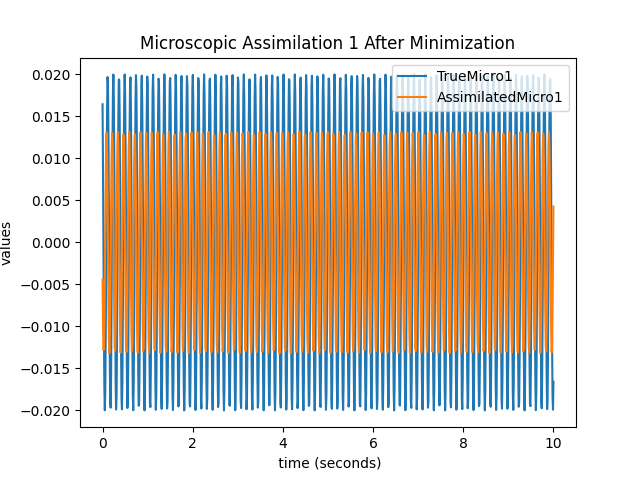 Microscopic Assimilation 1 After Minimization
TrueMicro1
AssimilatedMicro1
0.020
0.015
0.010
0.005
0.000
−0.005
−0.010
−0.015
−0.020
values
0 2 4 6 8 10
time (seconds)